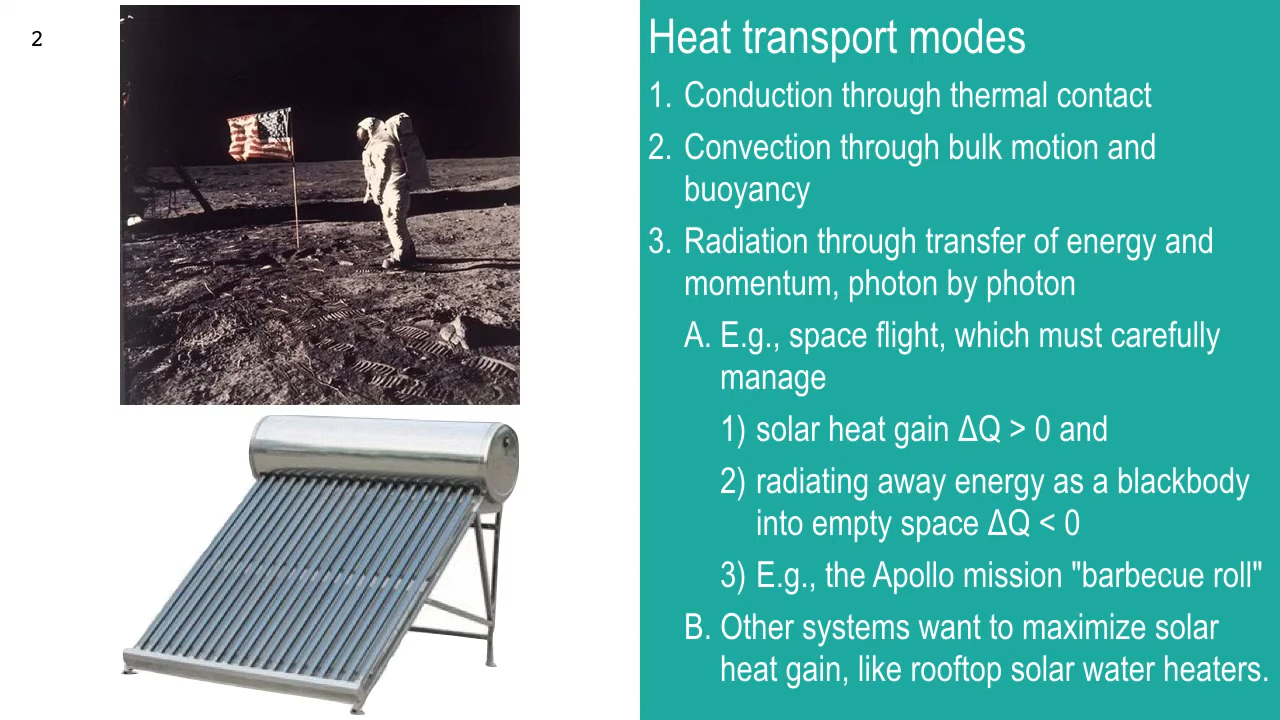 2
Heat transport modes
1. Conduction through thermal contact
2. Convection through bulk motion and
buoyancy
3. Radiation through transfer of energy and
momentum, photon by photon
A. E.g., space flight, which must carefully
manage
1) solar heat gain ΔQ > 0 and
2) radiating away energy as a blackbody
into empty space ΔQ < 0
3) E.g., the Apollo mission "barbecue roll"
B. Other systems want to maximize solar
heat gain, like rooftop solar water heaters.